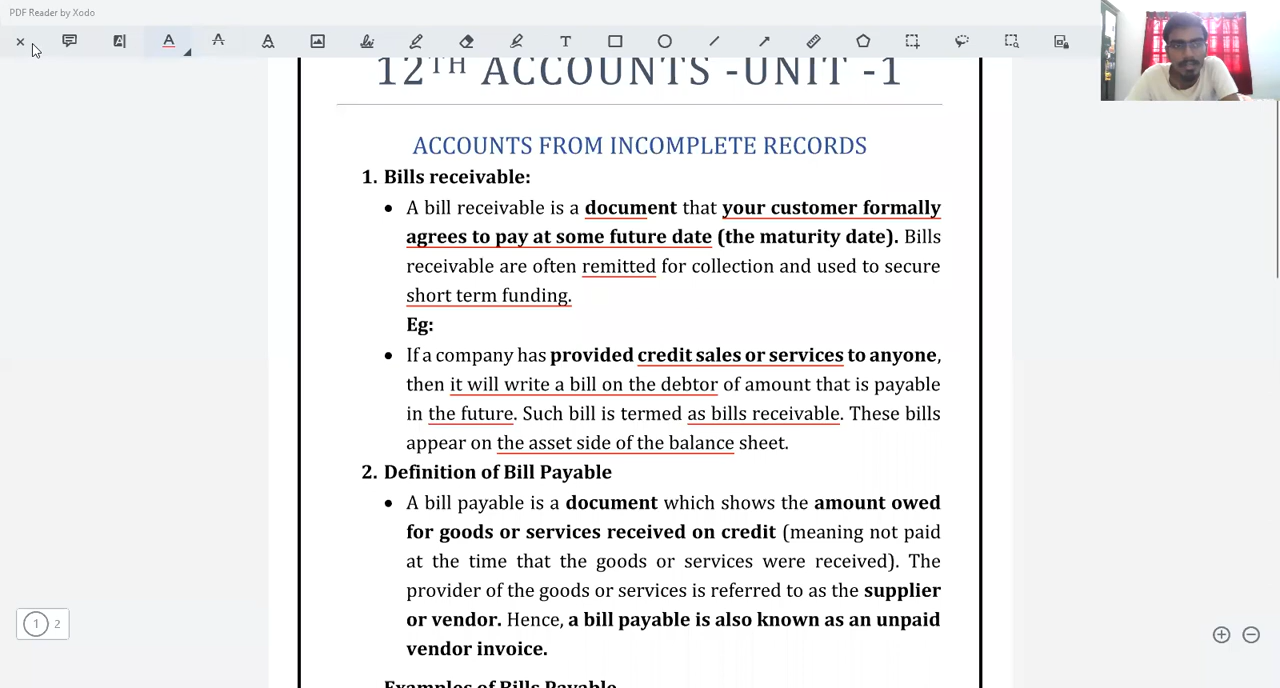 PDF Reader by Xodo
12TH ACCOUNTS -UNIT -1
ACCOUNTS FROM INCOMPLETE RECORDS
1. Bills receivable:
• A bill receivable is a document that your customer formally
agrees to pay at some future date (the maturity date). Bills
receivable are often remitted for collection and used to secure
short term funding.
Eg:
• If a company has provided credit sales or services to anyone,
then it will write a bill on the debtor of amount that is payable
in the future. Such bill is termed as bills receivable. These bills
appear on the asset side of the balance sheet.
2. Definition of Bill Payable
• A bill payable is a document which shows the amount owed
for goods or services received on credit (meaning not paid
at the time that the goods or services were received). The
provider of the goods or services is referred to as the supplier
or vendor. Hence, a bill payable is also known as an unpaid
vendor invoice.
1 2
Examples of Bills Payable